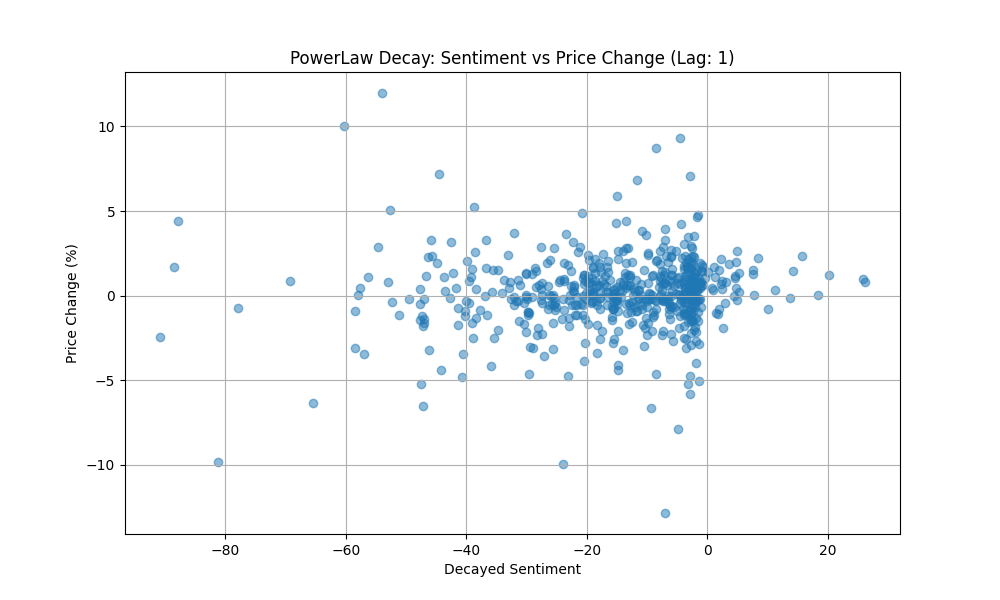 PowerLaw Decay: Sentiment vs Price Change (Lag: 1)
Price Change (%)
10
5
0
−5
−10
−80 −60 −40 −20 0 20
Decayed Sentiment